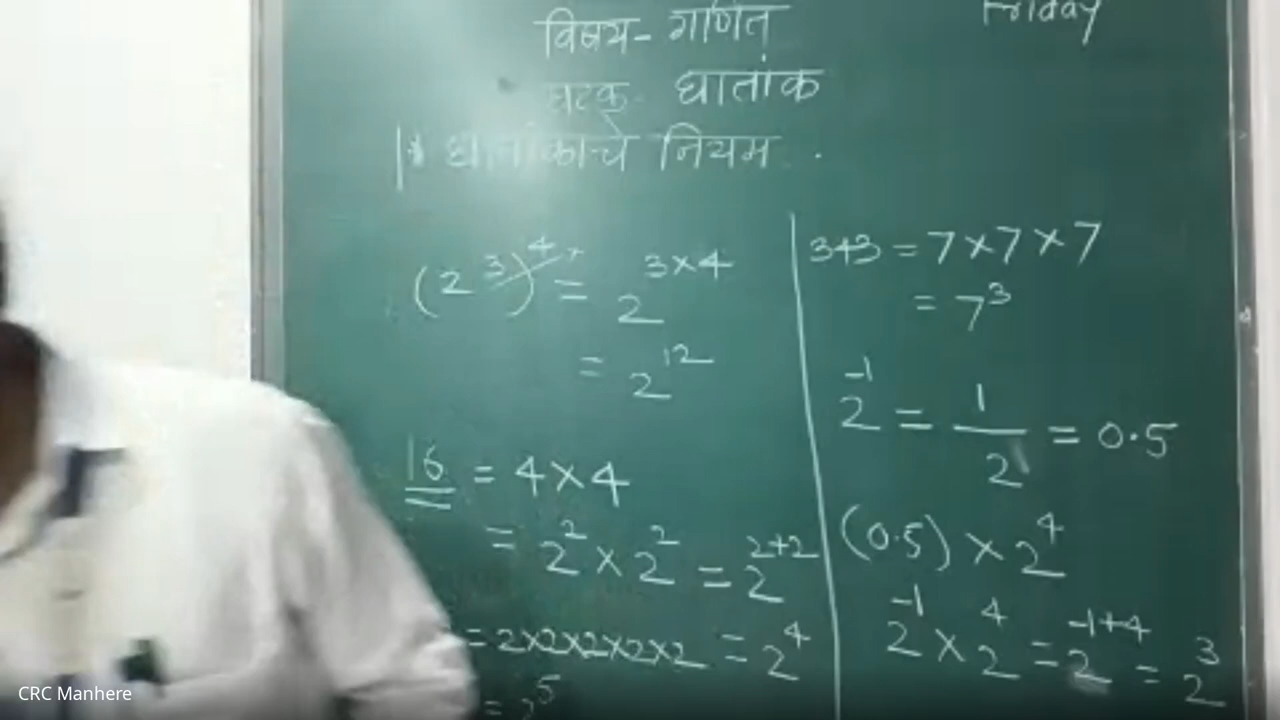 Friday
विषय- गणित
घटक- घातांक
* घातांकाचे नियम.
(2³)⁴ = 2³ˣ⁴
= 2¹²
16 = 4×4
= 2² × 2² = 2²⁺²
= 2×2×2×2×2 = 2⁴
= 2⁵
343 = 7×7×7
= 7³
2⁻¹ = 1/2 = 0.5
(0.5) × 2⁴
2⁻¹ × 2⁴ = 2⁻¹⁺⁴ = 2³
CRC Manhere